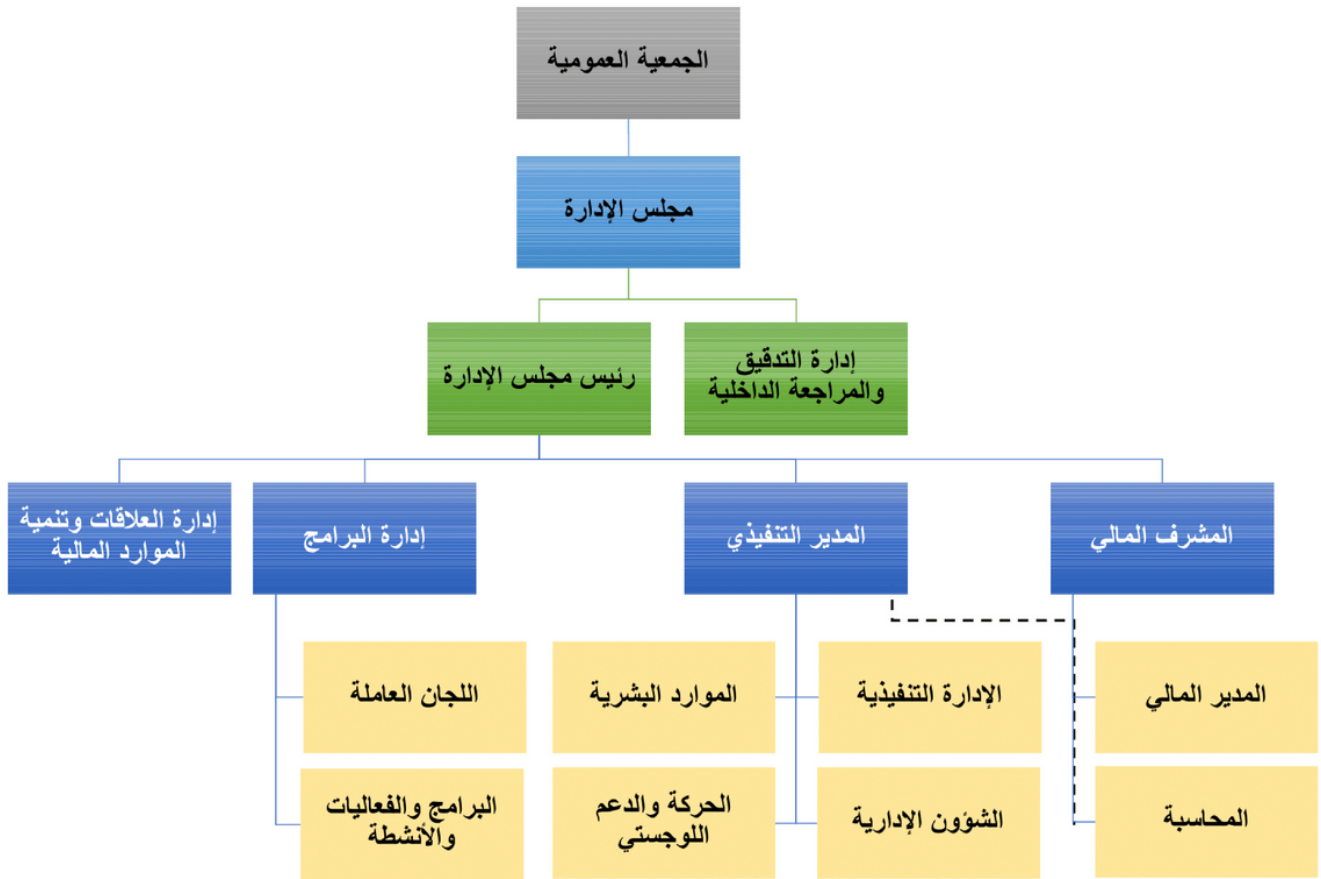 الجمعية العمومية
مجلس الإدارة
إدارة التدقيق
والمراجعة الداخلية
رئيس مجلس الإدارة
المشرف المالي
المدير التنفيذي
إدارة البرامج
إدارة العلاقات وتنمية
الموارد المالية
المدير المالي
الإدارة التنفيذية
الموارد البشرية
اللجان العاملة
المحاسبة
الشؤون الإدارية
الحركة والدعم
اللوجستي
البرامج والفعاليات
والأنشطة